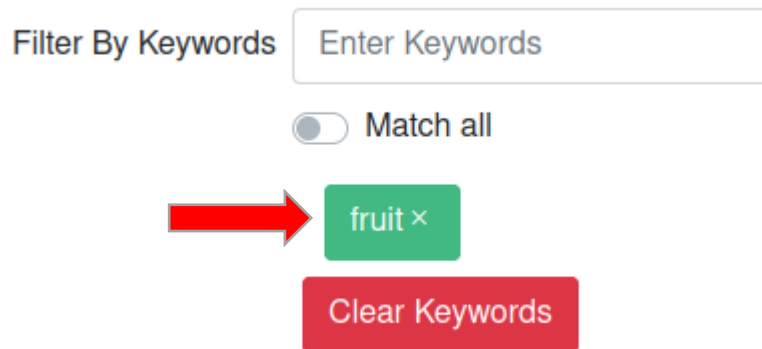 Filter By Keywords Enter Keywords
Match all
fruit ×
Clear Keywords